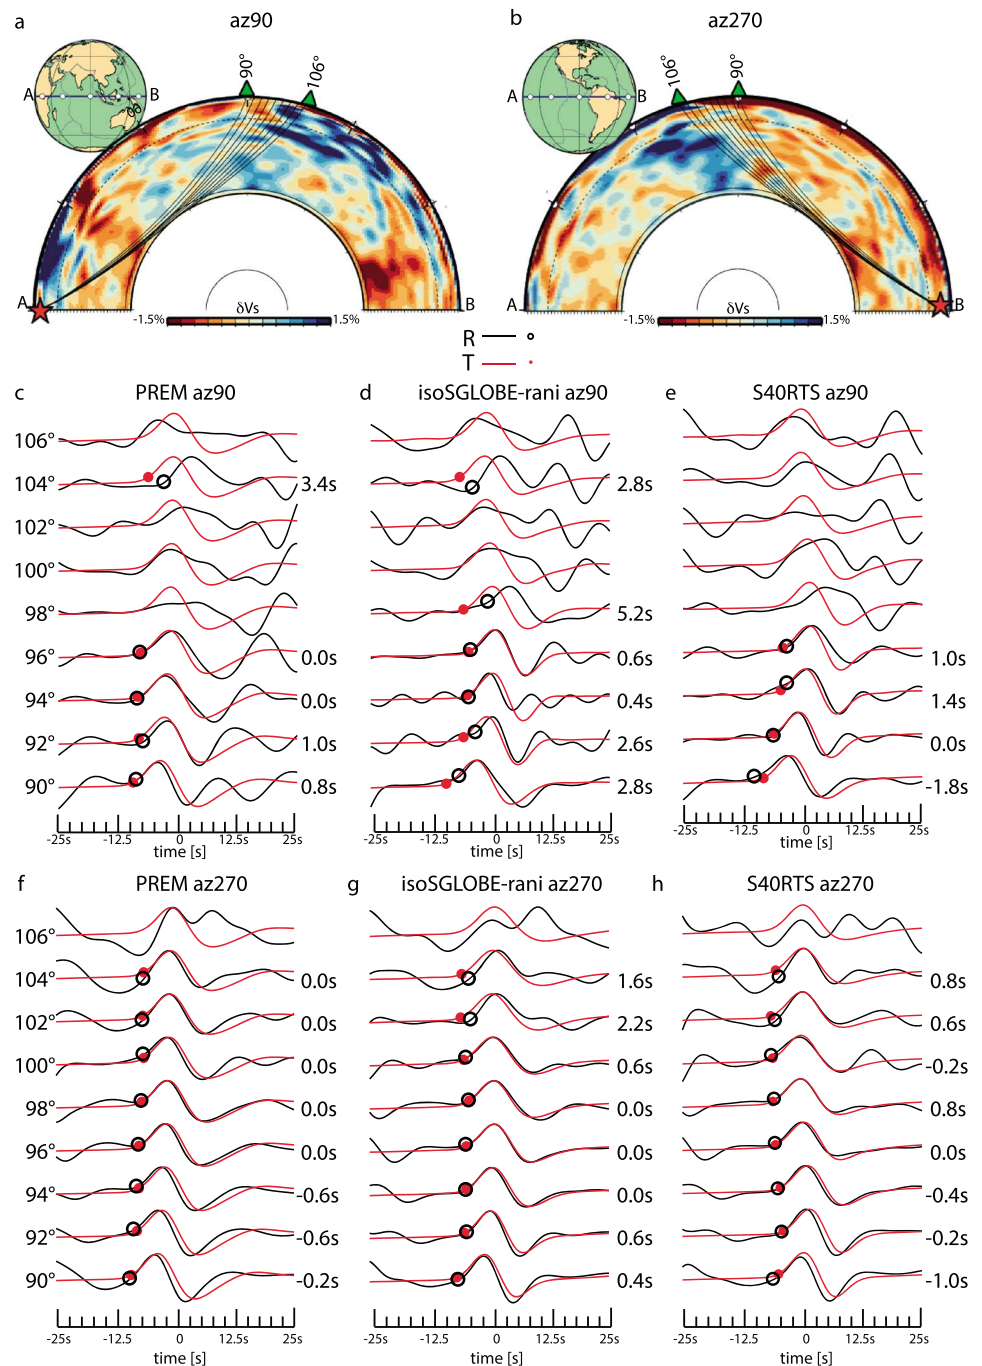 a
az90
b
az270
90°
106°
106°
90°
A
B
A
B
A
B
A
B
δVs
-1.5%
1.5%
δVs
-1.5%
1.5%
R
T
c
PREM az90
d
isoSGLOBE-rani az90
e
S40RTS az90
106°
104°
3.4s
2.8s
102°
100°
98°
5.2s
96°
0.0s
0.6s
1.0s
94°
0.0s
0.4s
1.4s
92°
1.0s
2.6s
0.0s
90°
0.8s
2.8s
-1.8s
-25s
-12.5s
0
12.5s
25s
-25s
-12.5s
0
12.5s
25s
-25s
-12.5s
0
12.5s
25s
time [s]
time [s]
time [s]
f
PREM az270
g
isoSGLOBE-rani az270
h
S40RTS az270
106°
104°
0.0s
1.6s
0.8s
102°
0.0s
2.2s
0.6s
100°
0.0s
0.6s
-0.2s
98°
0.0s
0.0s
0.8s
96°
0.0s
0.0s
0.0s
94°
-0.6s
0.0s
-0.4s
92°
-0.6s
0.6s
-0.2s
90°
-0.2s
0.4s
-1.0s
-25s
-12.5s
0
12.5s
25s
-25s
-12.5s
0
12.5s
25s
-25s
-12.5s
0
12.5s
25s
time [s]
time [s]
time [s]